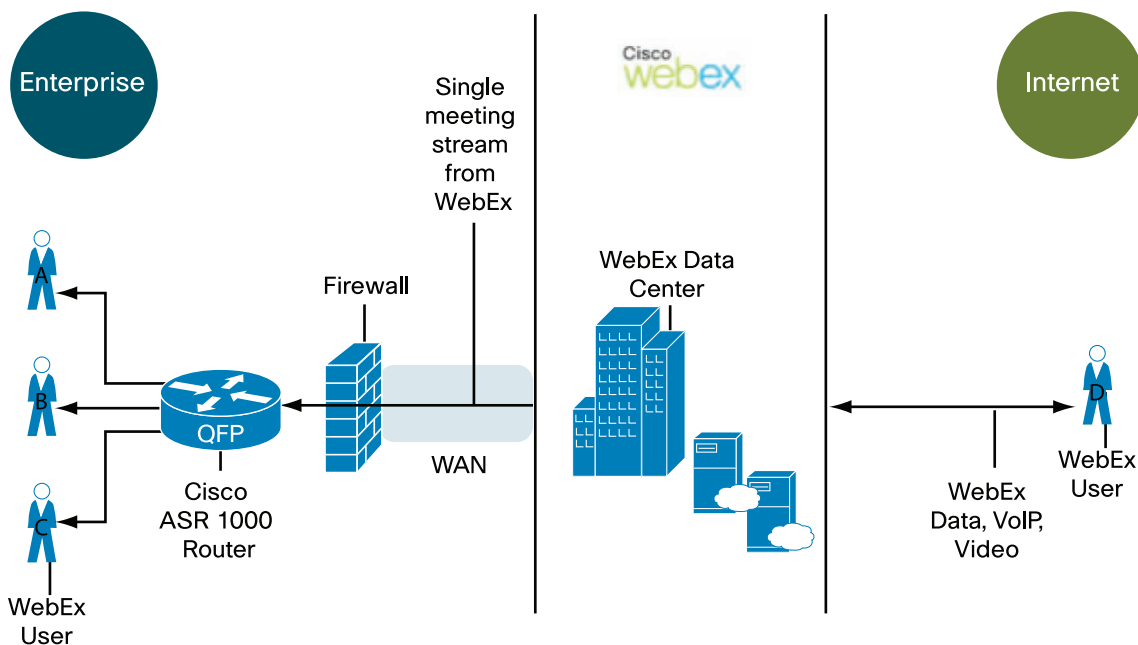 Enterprise
Single
meeting
stream
from
WebEx
Cisco
webex
Internet
A
B
C
Firewall
WebEx Data
Center
D
QFP
WAN
Cisco
ASR 1000
Router
WebEx
User
WebEx
Data, VoIP,
Video
WebEx
User